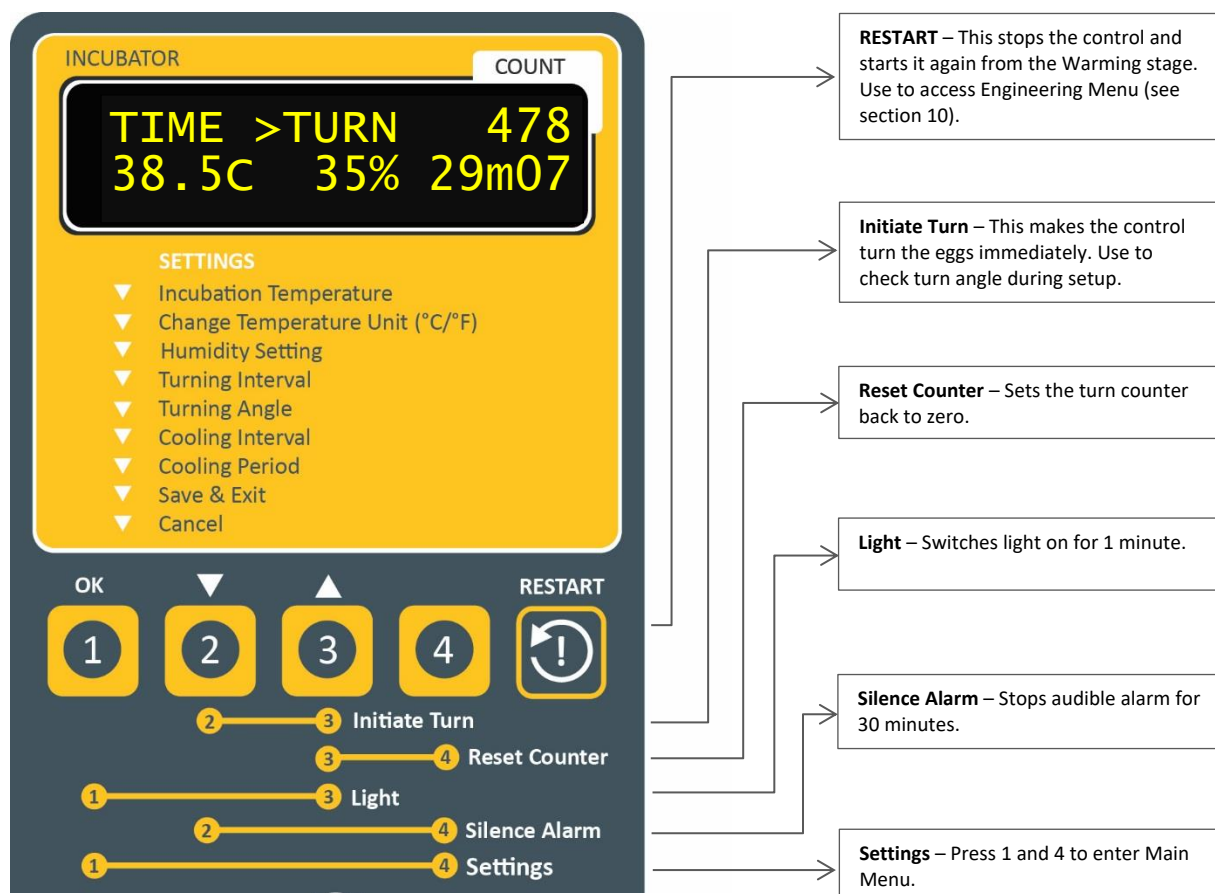 INCUBATOR
COUNT
TIME >TURN 478
38.5c 35% 29m07
SETTINGS
Incubation Temperature
Change Temperature Unit (°C/°F)
Humidity Setting
Turning Interval
Turning Angle
Cooling Interval
Cooling Period
Save & Exit
Cancel
OK
RESTART
1 2 3 4 !
2 3 Initiate Turn
3 4 Reset Counter
1 3 Light
2 4 Silence Alarm
1 4 Settings
RESTART – This stops the control and
starts it again from the Warming stage.
Use to access Engineering Menu (see
section 10).
Initiate Turn – This makes the control
turn the eggs immediately. Use to
check turn angle during setup.
Reset Counter – Sets the turn counter
back to zero.
Light – Switches light on for 1 minute.
Silence Alarm – Stops audible alarm for
30 minutes.
Settings – Press 1 and 4 to enter Main
Menu.